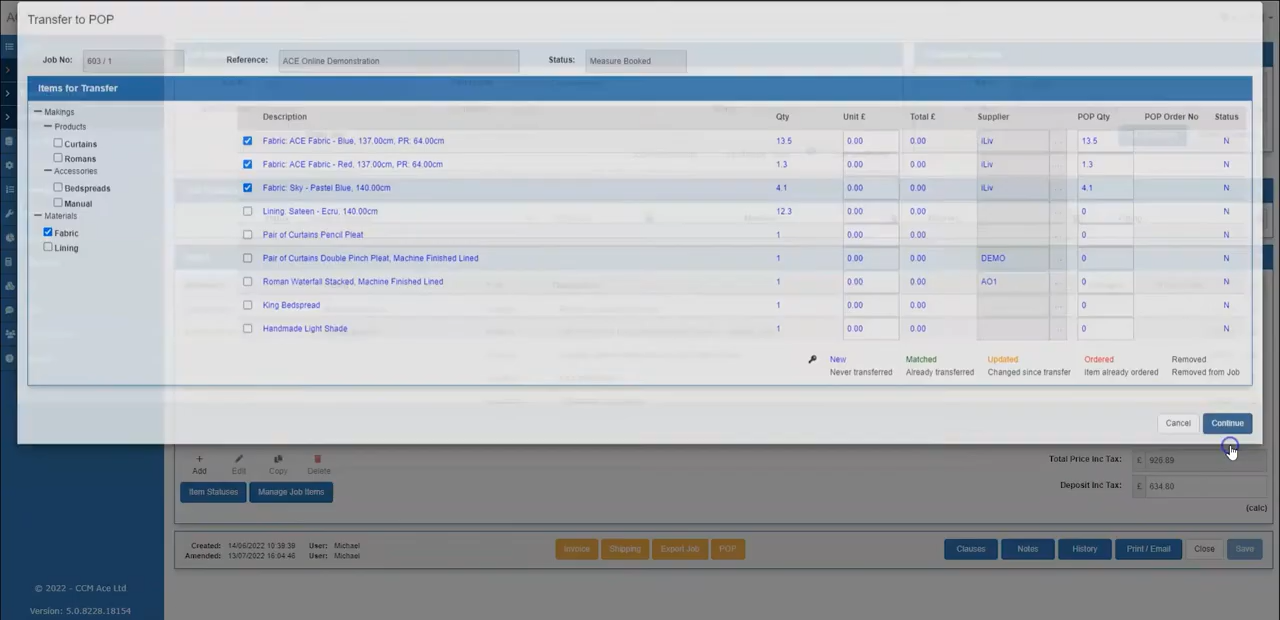 Transfer to POP
Job No: 603 / 1 Reference: ACE Online Demonstration Status: Measure Booked
Items for Transfer
Makings
Products
Curtains
Romans
Accessories
Bedspreads
Manual
Materials
Fabric
Lining
Description Qty Unit £ Total £ Supplier POP Qty POP Order No Status
Fabric: ACE Fabric - Blue, 137.00cm, PR: 64.00cm 13.5 0.00 0.00 iLiv ... 13.5 N
Fabric: ACE Fabric - Red, 137.00cm, PR: 64.00cm 1.3 0.00 0.00 iLiv ... 1.3 N
Fabric: Sky - Pastel Blue, 140.00cm 4.1 0.00 0.00 iLiv ... 4.1 N
Lining: Sateen - Ecru, 140.00cm 12.3 0.00 0.00 ... 0 N
Pair of Curtains Pencil Pleat 1 0.00 0.00 ... 0 N
Pair of Curtains Double Pinch Pleat, Machine Finished Lined 1 0.00 0.00 DEMO ... 0 N
Roman Waterfall Stacked, Machine Finished Lined 1 0.00 0.00 AO1 ... 0 N
King Bedspread 1 0.00 0.00 ... 0 N
Handmade Light Shade 1 0.00 0.00 ... 0 N
New Matched Updated Ordered Removed
Never transferred Already transferred Changed since transfer Item already ordered Removed from Job
Cancel Continue
Add Edit Copy Delete
Total Price Inc Tax: £ 926.89
Item Statuses Manage Job Items
Deposit Inc Tax: £ 634.80
(calc)
Created: 14/06/2022 10:39:39 User: Michael
Amended: 13/07/2022 16:04:46 User: Michael
Invoice Shipping Export Job POP Clauses Notes History Print / Email Close Save
© 2022 - CCM Ace Ltd
Version: 5.0.8228.18154